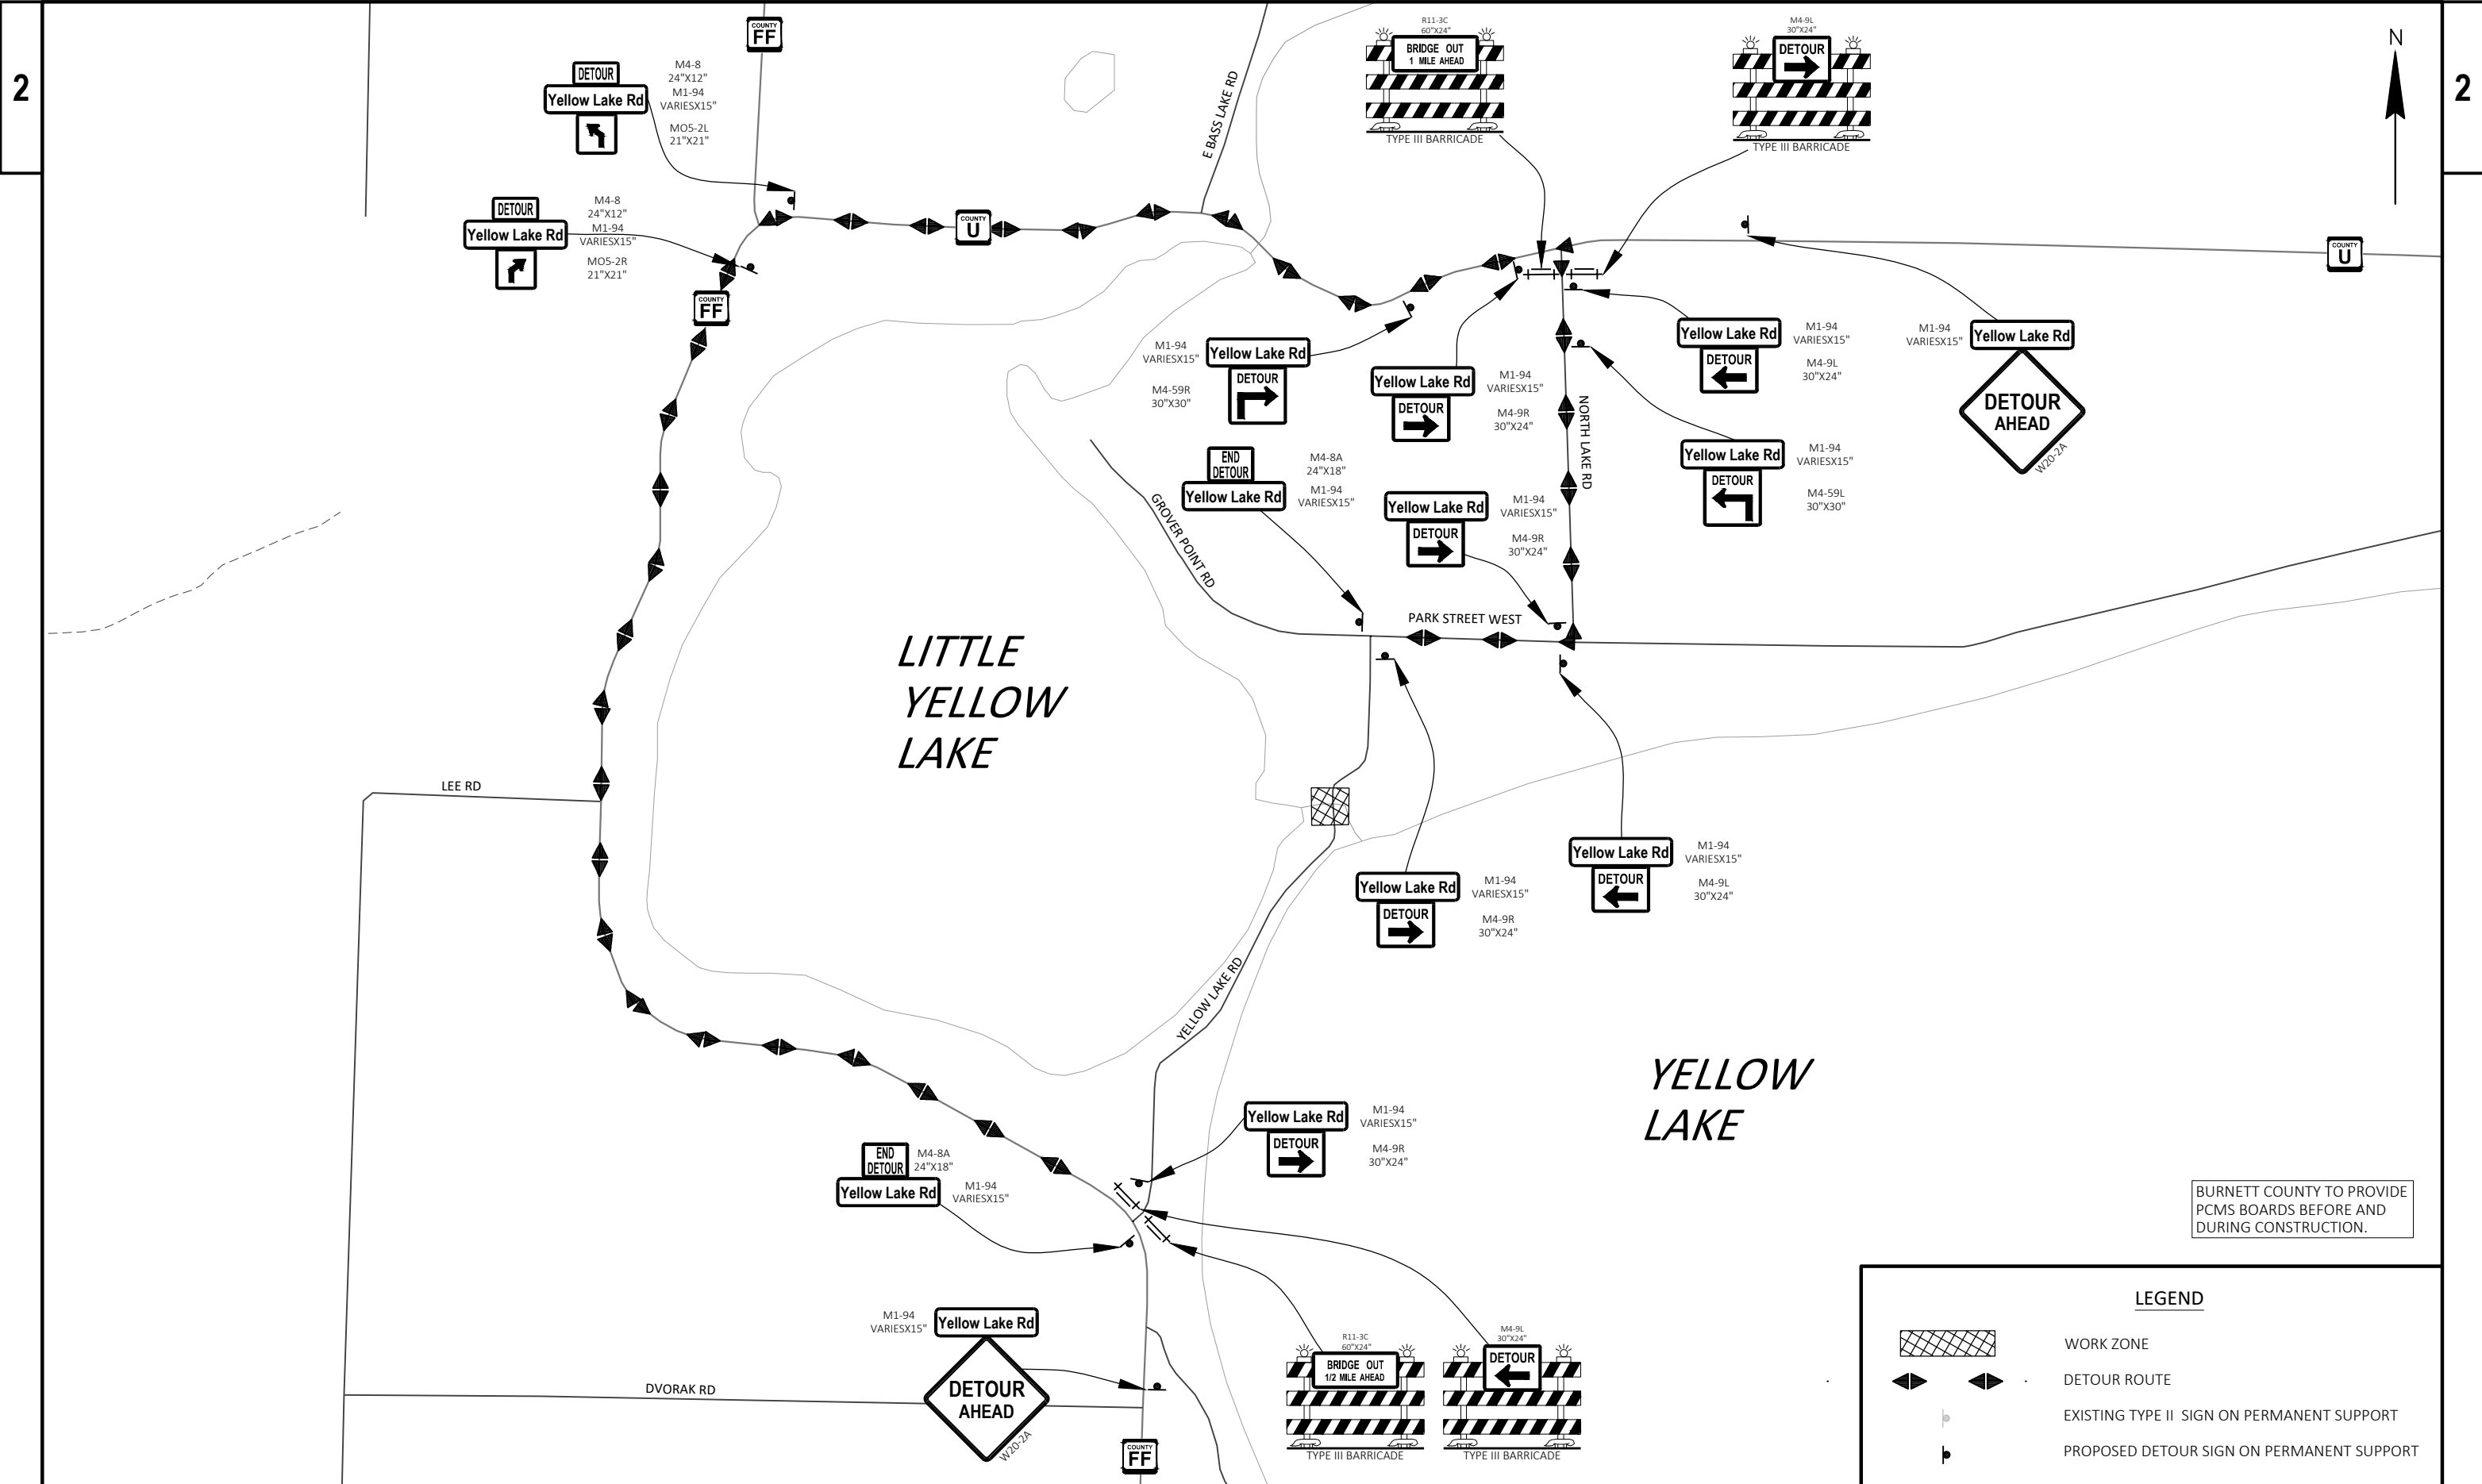 2
2
COUNTY
FF
DETOUR
Yellow Lake Rd
M4-8
24"X12"
M1-94
VARIESX15"
MO5-2L
21"X21"
DETOUR
Yellow Lake Rd
M4-8
24"X12"
M1-94
VARIESX15"
MO5-2R
21"X21"
COUNTY
FF
COUNTY
U
E BASS LAKE RD
R11-3C
60"X24"
BRIDGE OUT
1 MILE AHEAD
TYPE III BARRICADE
M4-9L
30"X24"
DETOUR
TYPE III BARRICADE
N
COUNTY
U
M1-94
VARIESX15"
Yellow Lake Rd
DETOUR
M4-59R
30"X30"
Yellow Lake Rd
DETOUR
M1-94
VARIESX15"
M4-9R
30"X24"
Yellow Lake Rd
DETOUR
M1-94
VARIESX15"
M4-9L
30"X24"
M1-94
VARIESX15"
Yellow Lake Rd
DETOUR
AHEAD
W20-2A
NORTH LAKE RD
END
DETOUR
Yellow Lake Rd
M4-8A
24"X18"
M1-94
VARIESX15"
Yellow Lake Rd
DETOUR
M1-94
VARIESX15"
M4-9R
30"X24"
Yellow Lake Rd
DETOUR
M1-94
VARIESX15"
M4-59L
30"X30"
GROVER POINT RD
PARK STREET WEST
LITTLE
YELLOW
LAKE
LEE RD
Yellow Lake Rd
DETOUR
M1-94
VARIESX15"
M4-9R
30"X24"
Yellow Lake Rd
DETOUR
M1-94
VARIESX15"
M4-9L
30"X24"
YELLOW LAKE RD
YELLOW
LAKE
Yellow Lake Rd
DETOUR
M1-94
VARIESX15"
M4-9R
30"X24"
END
DETOUR
Yellow Lake Rd
M4-8A
24"X18"
M1-94
VARIESX15"
M1-94
VARIESX15"
Yellow Lake Rd
DETOUR
AHEAD
W20-2A
DVORAK RD
COUNTY
FF
R11-3C
60"X24"
BRIDGE OUT
1/2 MILE AHEAD
TYPE III BARRICADE
M4-9L
30"X24"
DETOUR
TYPE III BARRICADE
BURNETT COUNTY TO PROVIDE
PCMS BOARDS BEFORE AND
DURING CONSTRUCTION.
LEGEND
WORK ZONE
DETOUR ROUTE
EXISTING TYPE II SIGN ON PERMANENT SUPPORT
PROPOSED DETOUR SIGN ON PERMANENT SUPPORT